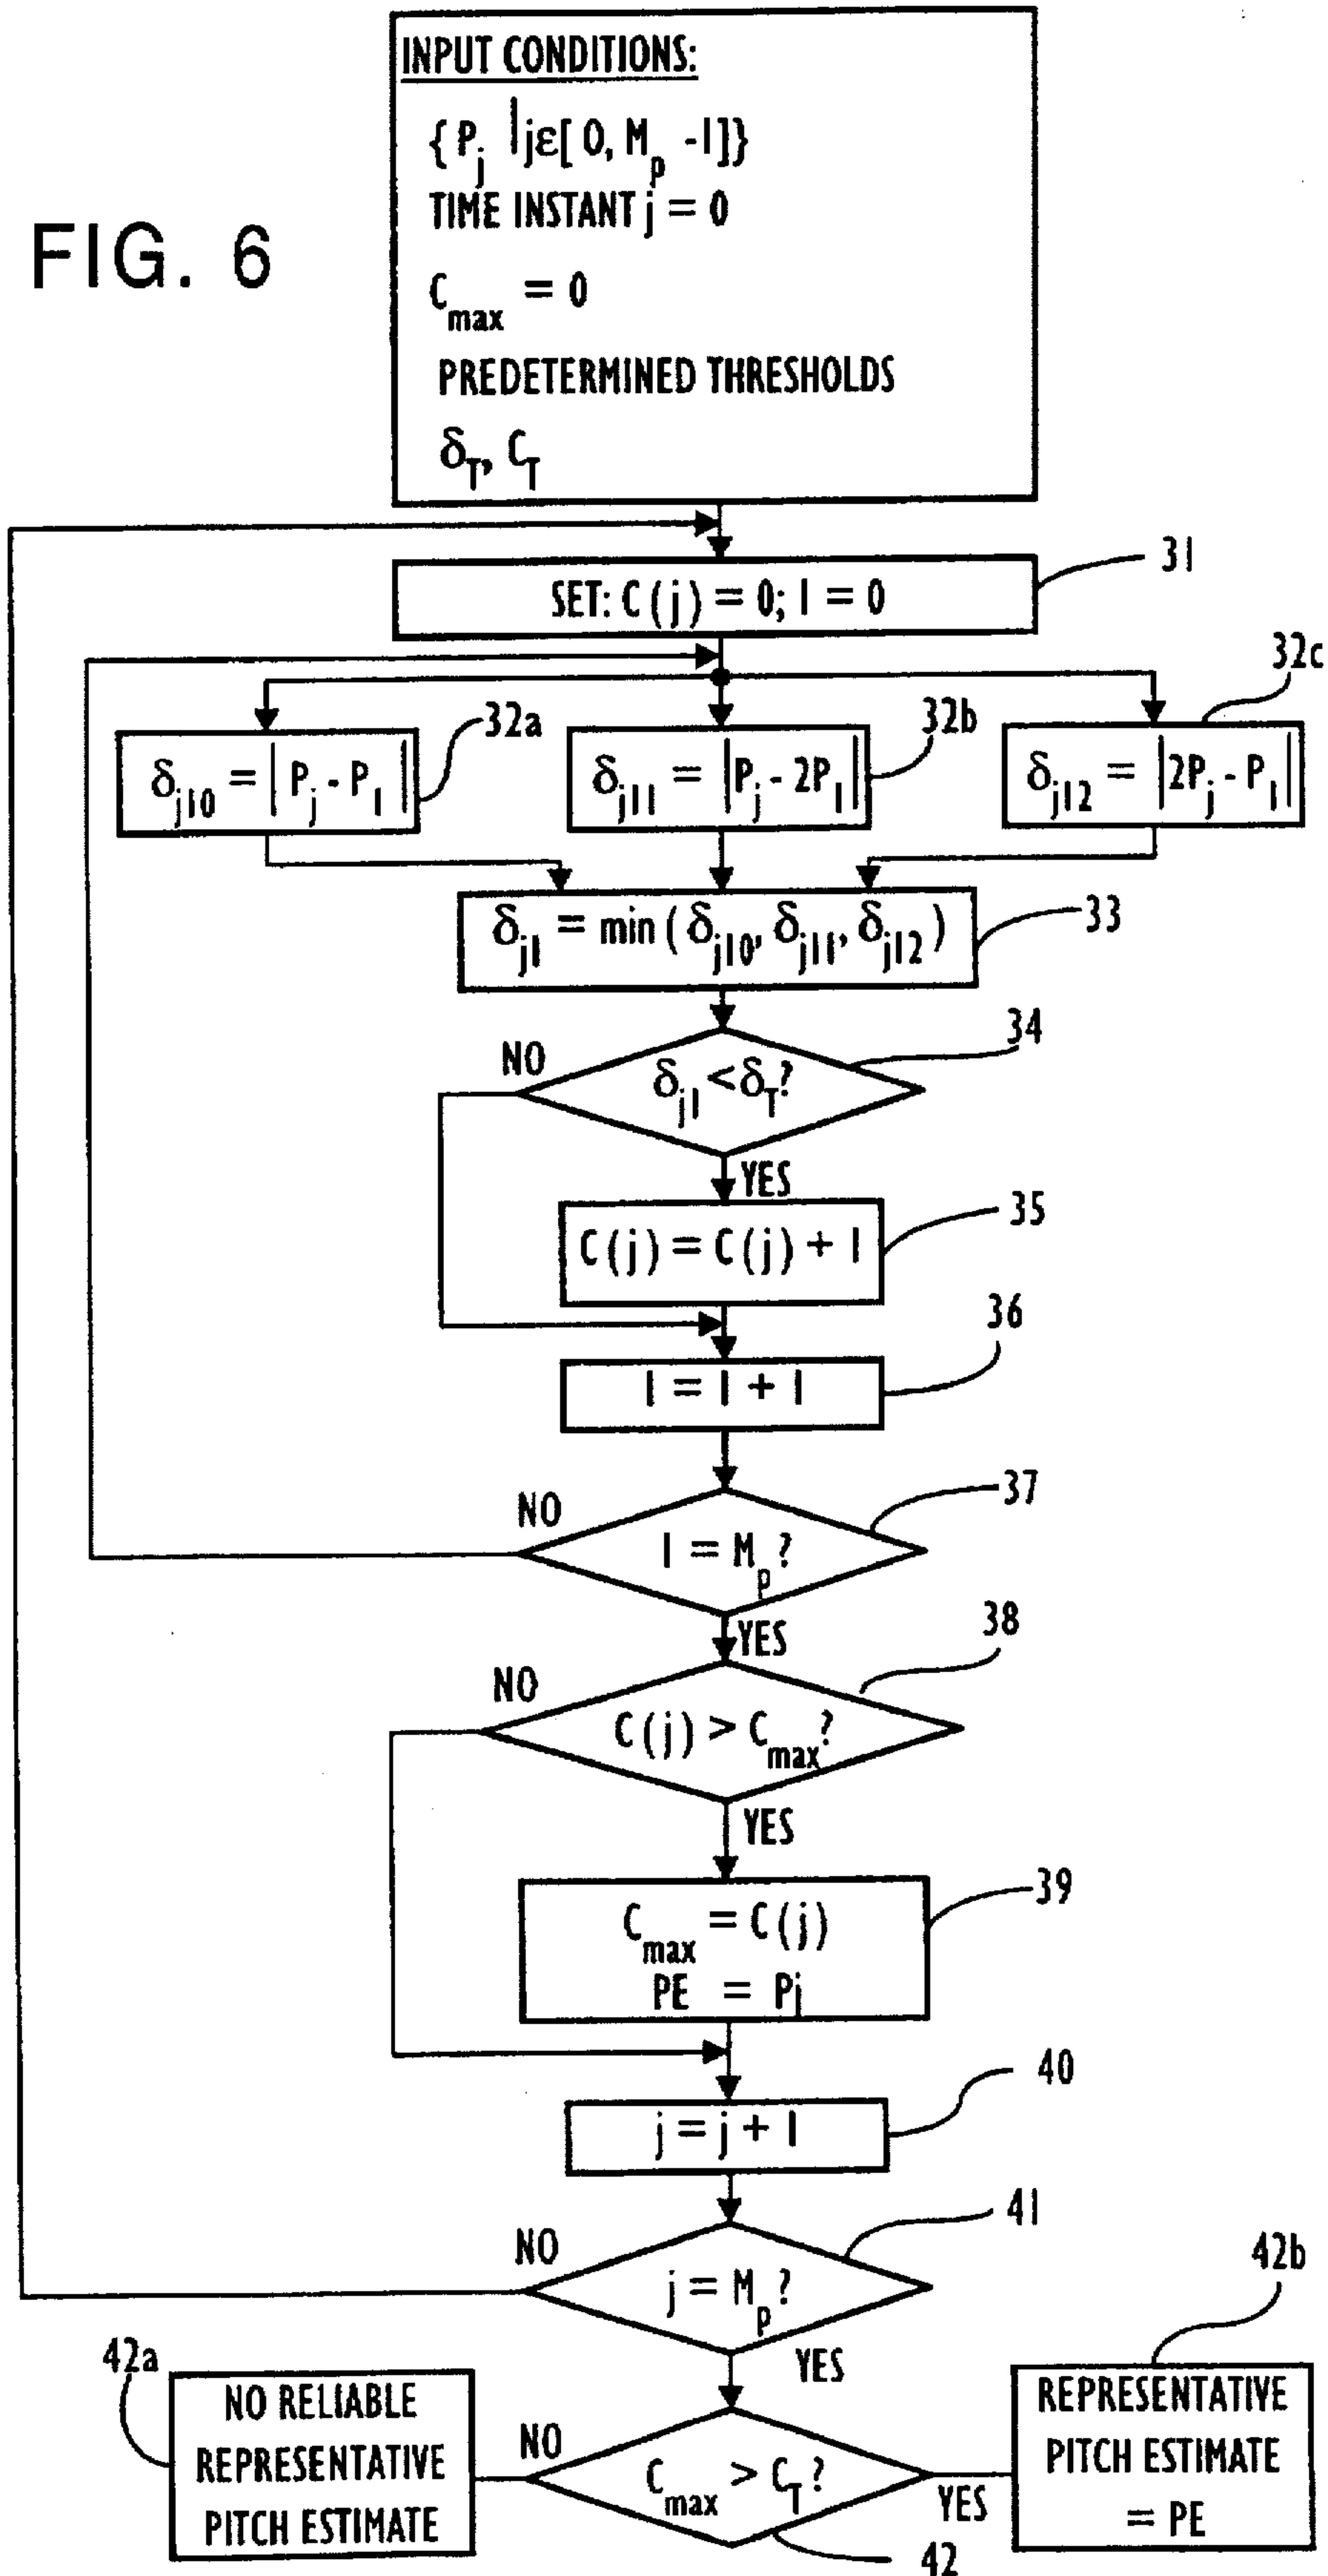 FIG. 6
INPUT CONDITIONS:
{ P_j | jε[ 0, M_p -1]}
TIME INSTANT j = 0
C_max = 0
PREDETERMINED THRESHOLDS
δ_T, C_T
31
SET: C(j) = 0; l = 0
32a
32b
32c
δ_jl0 = | P_j - P_l |
δ_jl1 = |P_j - 2P_l|
δ_jl2 = |2P_j - P_l|
33
δ_jl = min ( δ_jl0, δ_jl1, δ_jl2 )
34
NO
δ_jl < δ_T?
YES
35
C(j) = C(j) + 1
36
l = l + 1
37
NO
l = M_p?
YES
38
NO
C(j) > C_max?
YES
39
C_max = C(j)
PE = Pj
40
j = j + 1
41
NO
j = M_p?
YES
42a
42b
NO RELIABLE
REPRESENTATIVE
PITCH ESTIMATE
NO
C_max > C_T?
YES
42
REPRESENTATIVE
PITCH ESTIMATE
= PE